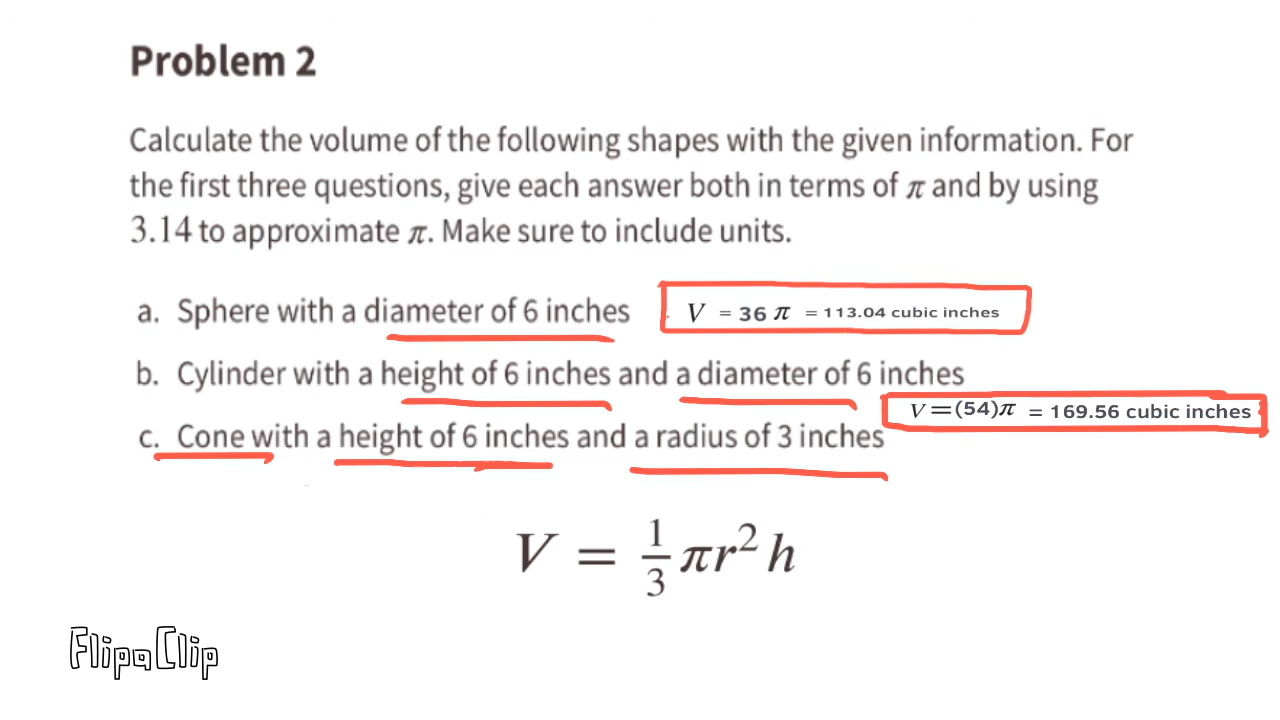 Problem 2
Calculate the volume of the following shapes with the given information. For
the first three questions, give each answer both in terms of π and by using
3.14 to approximate π. Make sure to include units.
a. Sphere with a diameter of 6 inches V = 36 π = 113.04 cubic inches
b. Cylinder with a height of 6 inches and a diameter of 6 inches
V = (54)π = 169.56 cubic inches
c. Cone with a height of 6 inches and a radius of 3 inches
V = 1/3 πr² h
FlipaClip